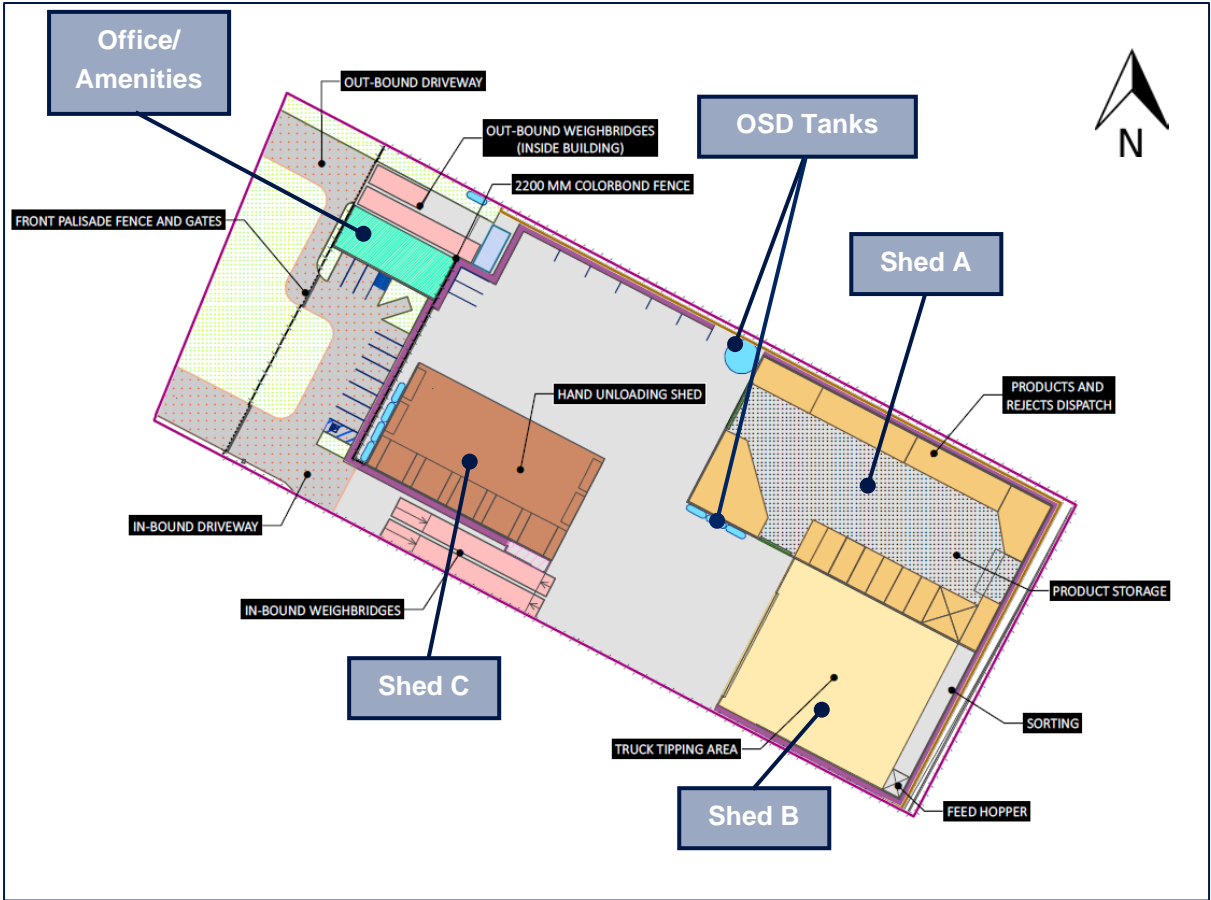 Office/
Amenities
OUT-BOUND DRIVEWAY
OUT-BOUND WEIGHBRIDGES
(INSIDE BUILDING)
2200 MM COLORBOND FENCE
FRONT PALISADE FENCE AND GATES
OSD Tanks
N
Shed A
HAND UNLOADING SHED
PRODUCTS AND
REJECTS DISPATCH
IN-BOUND DRIVEWAY
IN-BOUND WEIGHBRIDGES
PRODUCT STORAGE
Shed C
SORTING
TRUCK TIPPING AREA
Shed B
FEED HOPPER